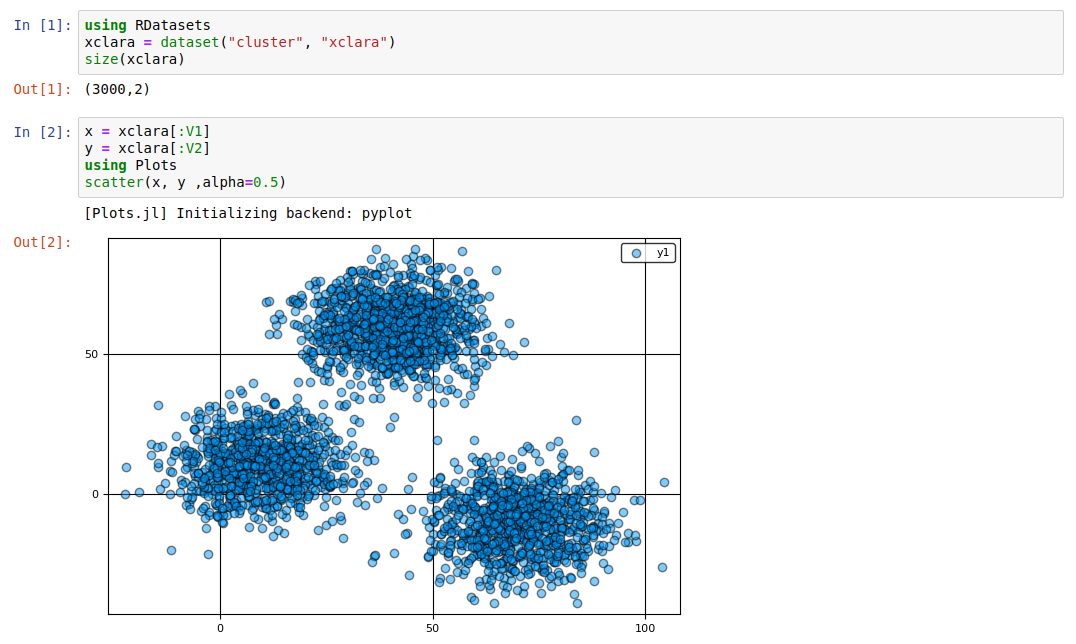 In [1]: using RDatasets
xclara = dataset("cluster", "xclara")
size(xclara)
Out[1]: (3000,2)
In [2]: x = xclara[:V1]
y = xclara[:V2]
using Plots
scatter(x, y ,alpha=0.5)
[Plots.jl] Initializing backend: pyplot
Out[2]:
y1
50
0
0 50 100